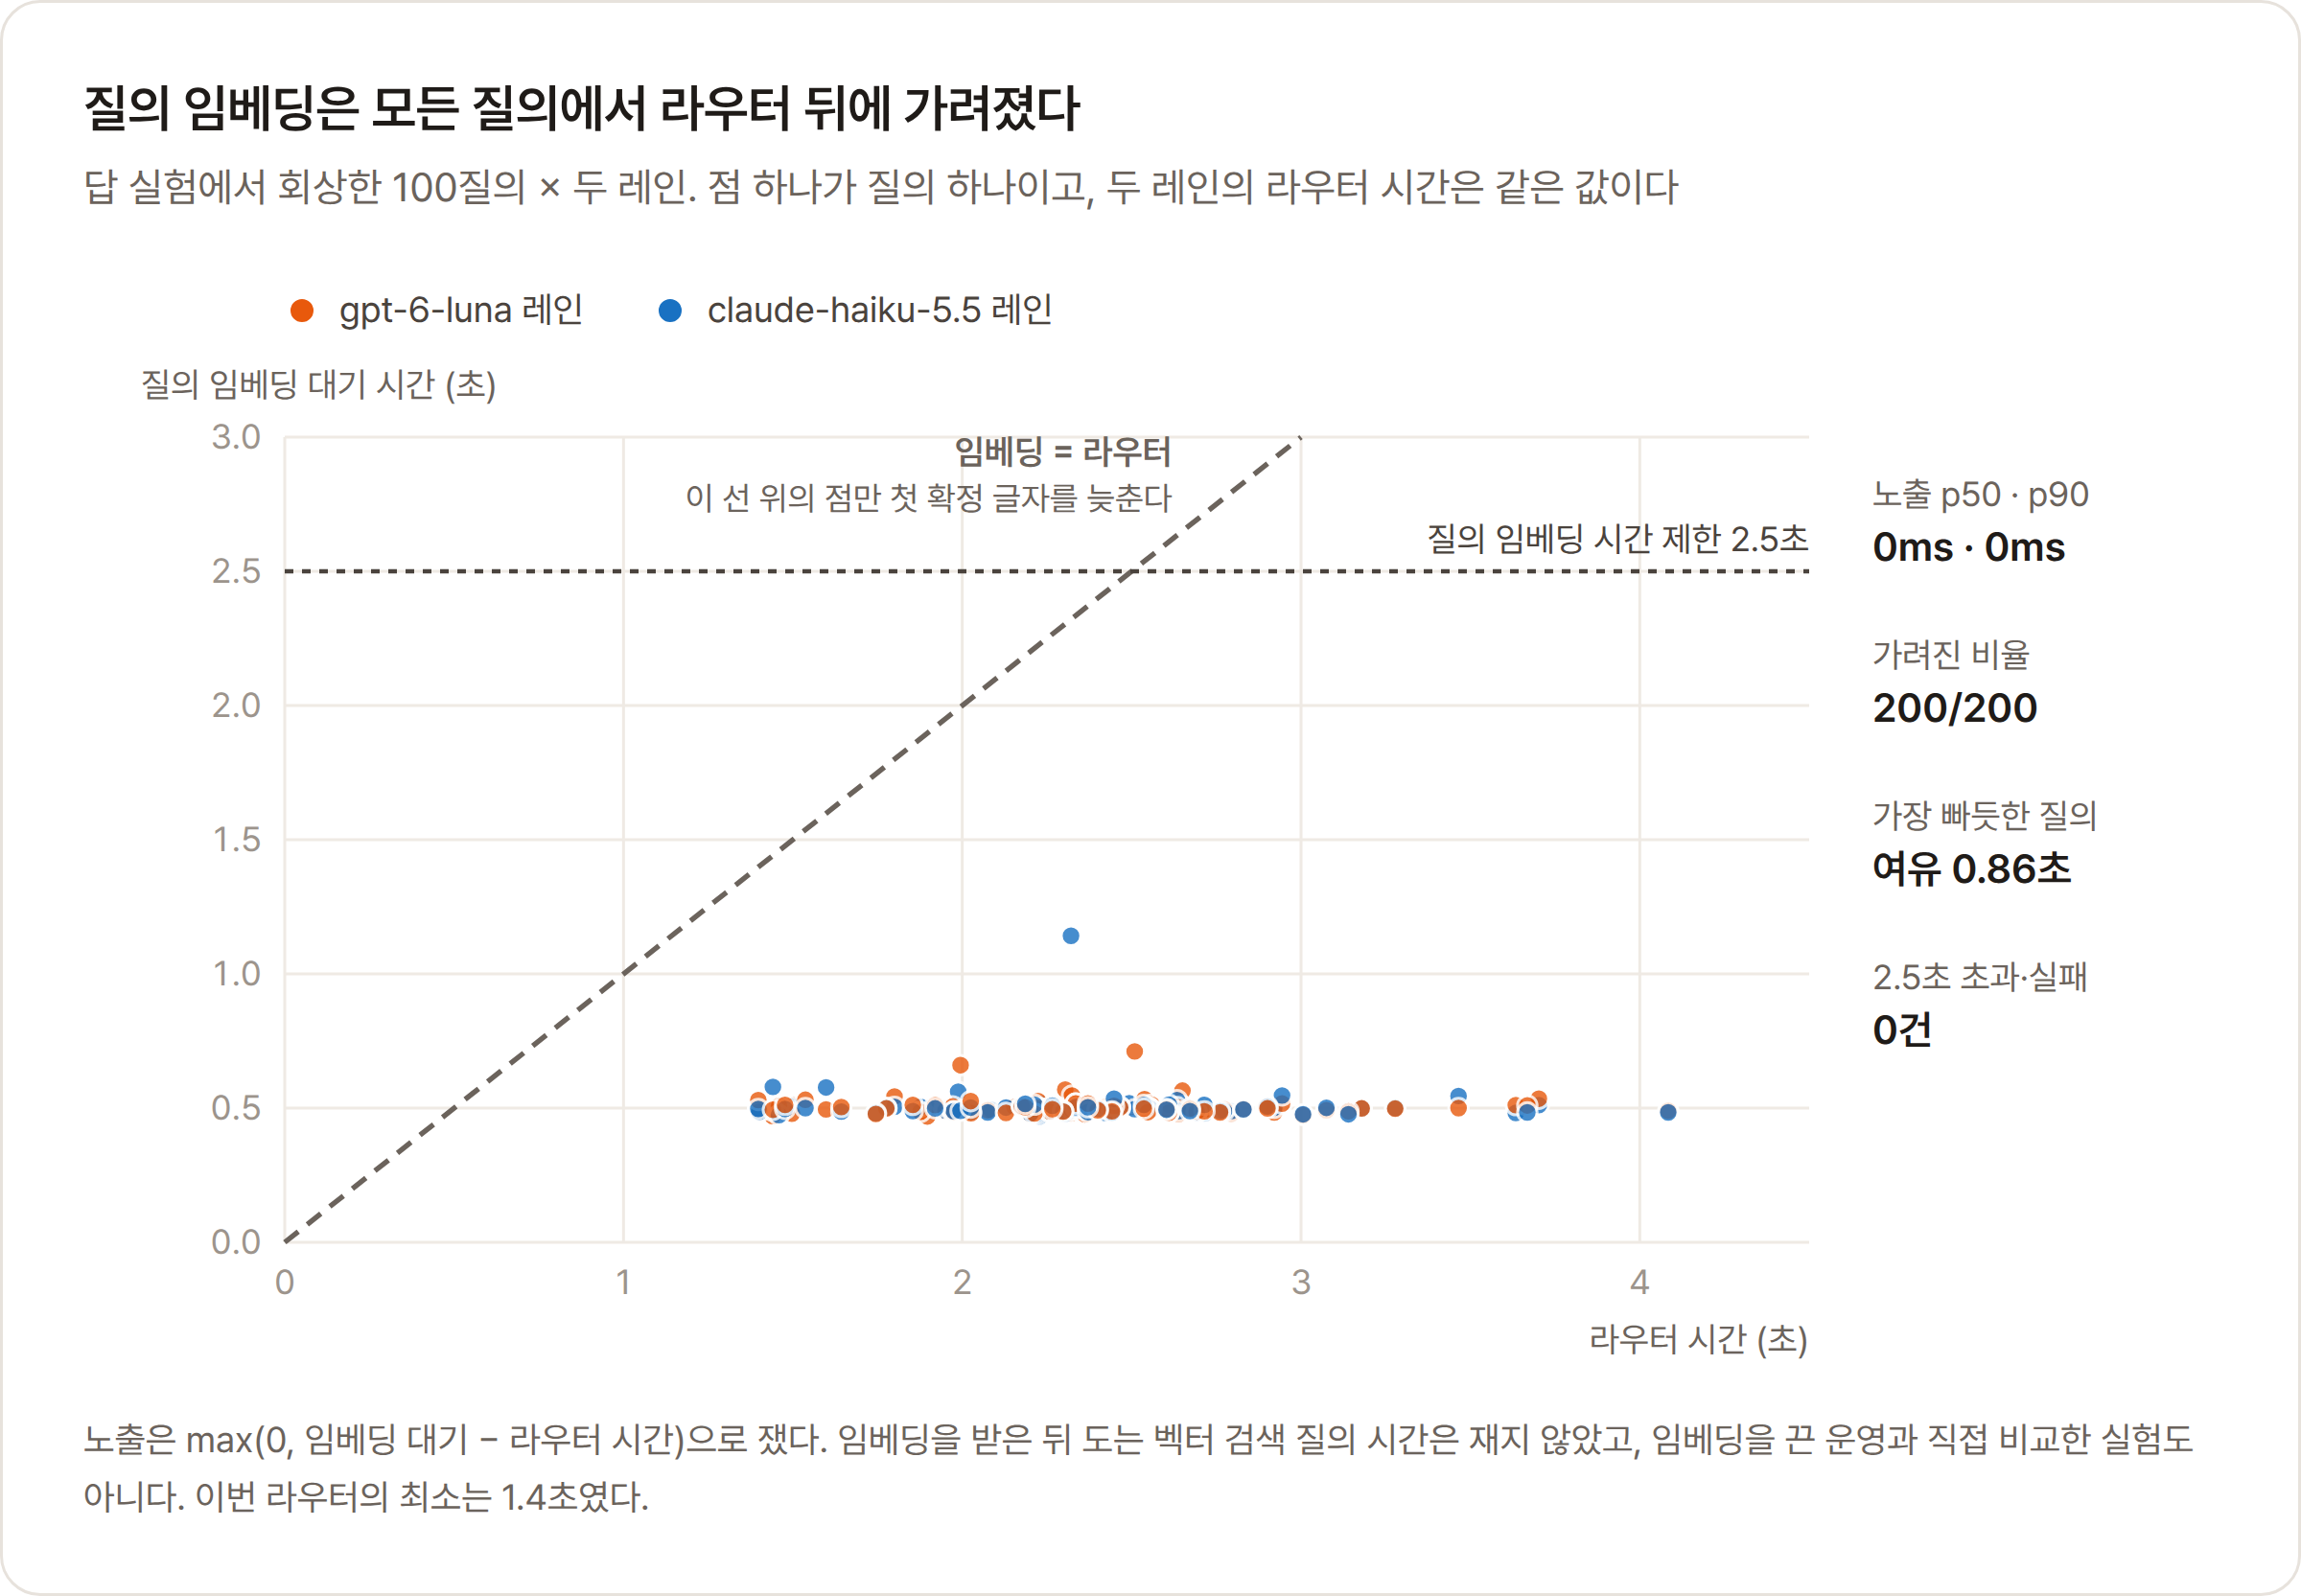 질의 임베딩은 모든 질의에서 라우터 뒤에 가려졌다
답 실험에서 회상한 100질의 × 두 레인. 점 하나가 질의 하나이고, 두 레인의 라우터 시간은 같은 값이다
gpt-6-luna 레인
claude-haiku-5.5 레인
질의 임베딩 대기 시간 (초)
3.0
2.5
2.0
1.5
1.0
0.5
0.0
임베딩 = 라우터
이 선 위의 점만 첫 확정 글자를 늦춘다
질의 임베딩 시간 제한 2.5초
0
1
2
3
4
라우터 시간 (초)
노출 p50 · p90
0ms · 0ms
가려진 비율
200/200
가장 빠듯한 질의
여유 0.86초
2.5초 초과·실패
0건
노출은 max(0, 임베딩 대기 − 라우터 시간)으로 쟀다. 임베딩을 받은 뒤 도는 벡터 검색 질의 시간은 재지 않았고, 임베딩을 끈 운영과 직접 비교한 실험도
아니다. 이번 라우터의 최소는 1.4초였다.